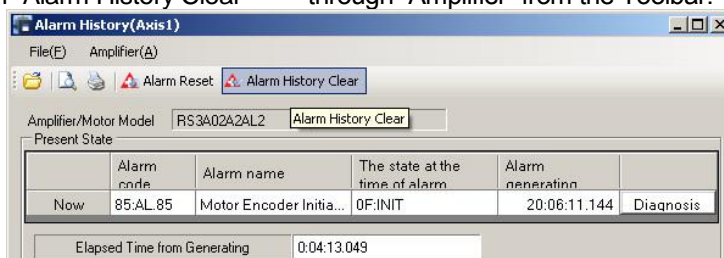 Alarm History Clear through "Amplifier" from the Toolbar.
Alarm History(Axis1)
File(F) Amplifier(A)
Alarm Reset Alarm History Clear
Amplifier/Motor Model RS3A02A2AL2 Alarm History Clear
Present State
Alarm code Alarm name The state at the time of alarm Alarm generating
Now 85:AL.85 Motor Encoder Initia... 0F:INIT 20:06:11.144 Diagnosis
Elapsed Time from Generating 0:04:13.049